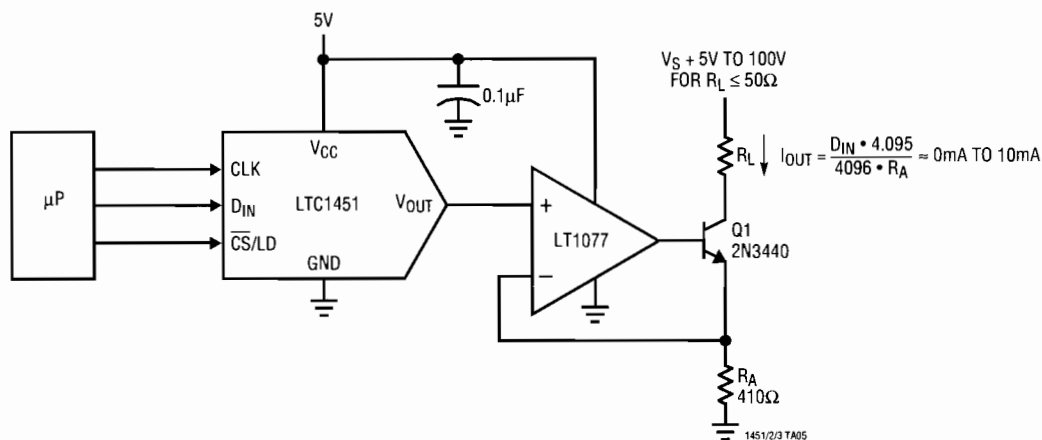 5V
0.1μF
V_S + 5V TO 100V
FOR R_L ≤ 50Ω
R_L
I_OUT = D_IN • 4.095 / 4096 • R_A ≈ 0mA TO 10mA
μP
V_CC
CLK
D_IN
C̅S̅/LD
LTC1451
V_OUT
GND
+
LT1077
−
Q1
2N3440
R_A
410Ω
1451/2/3 TA05